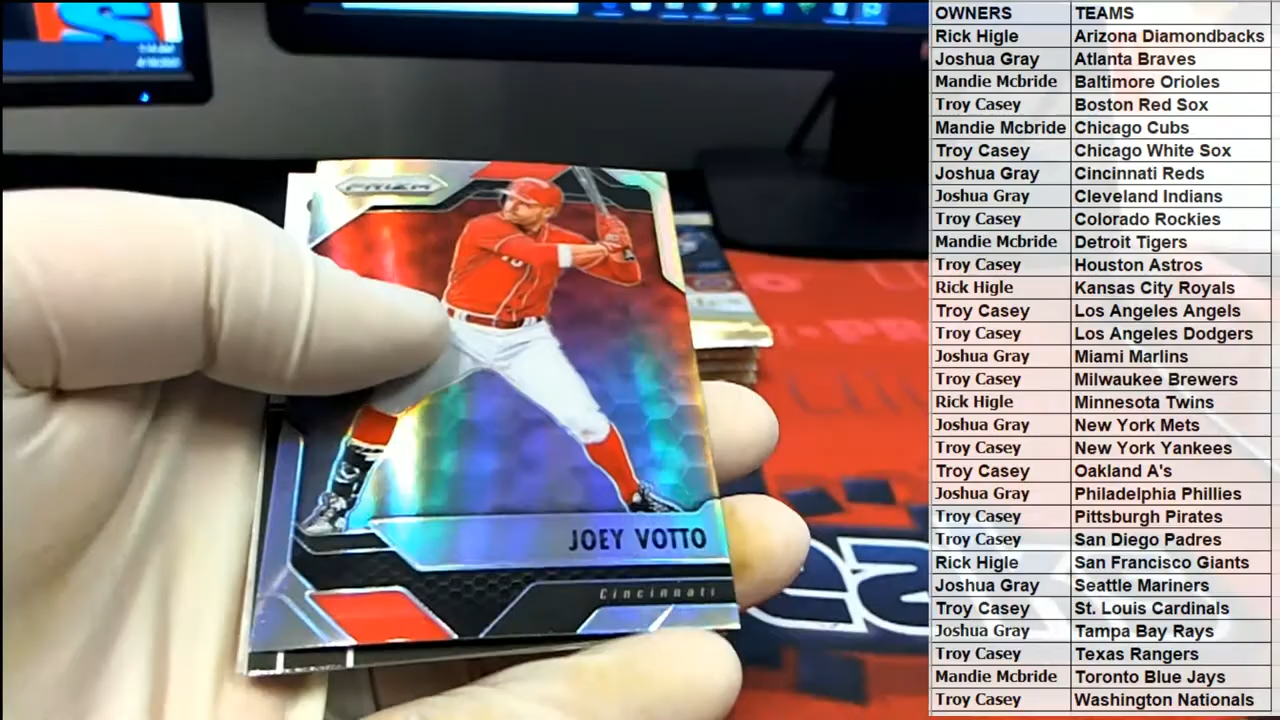 PRIZM
JOEY VOTTO
Cincinnati
OWNERS TEAMS
Rick Higle Arizona Diamondbacks
Joshua Gray Atlanta Braves
Mandie Mcbride Baltimore Orioles
Troy Casey Boston Red Sox
Mandie Mcbride Chicago Cubs
Troy Casey Chicago White Sox
Joshua Gray Cincinnati Reds
Joshua Gray Cleveland Indians
Troy Casey Colorado Rockies
Mandie Mcbride Detroit Tigers
Troy Casey Houston Astros
Rick Higle Kansas City Royals
Troy Casey Los Angeles Angels
Troy Casey Los Angeles Dodgers
Joshua Gray Miami Marlins
Troy Casey Milwaukee Brewers
Rick Higle Minnesota Twins
Joshua Gray New York Mets
Troy Casey New York Yankees
Troy Casey Oakland A's
Joshua Gray Philadelphia Phillies
Troy Casey Pittsburgh Pirates
Troy Casey San Diego Padres
Rick Higle San Francisco Giants
Joshua Gray Seattle Mariners
Troy Casey St. Louis Cardinals
Joshua Gray Tampa Bay Rays
Troy Casey Texas Rangers
Mandie Mcbride Toronto Blue Jays
Troy Casey Washington Nationals